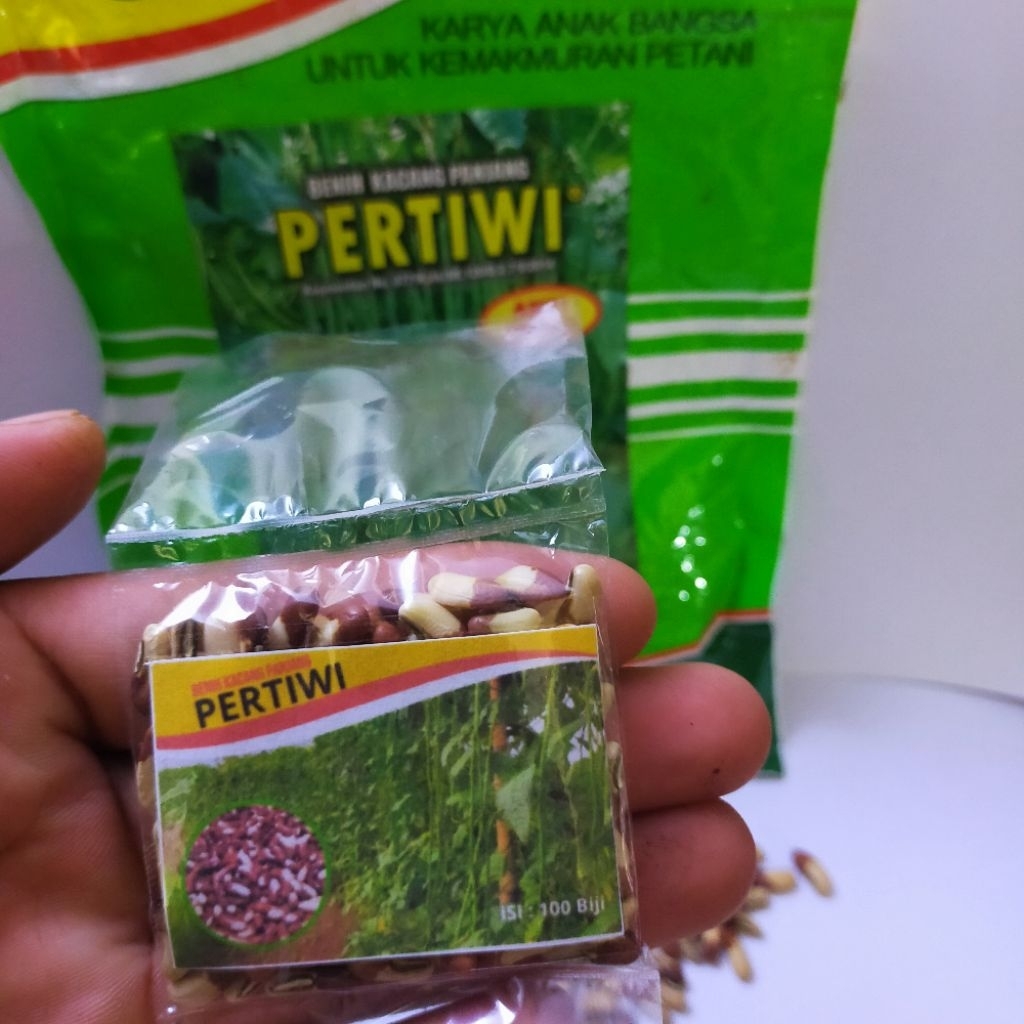 KARYA ANAK BANGSA
UNTUK KEMAKMURAN PETANI
BENIH KACANG PANJANG
PERTIWI
BENIH KACANG PANJANG
PERTIWI
ISI : 100 Biji